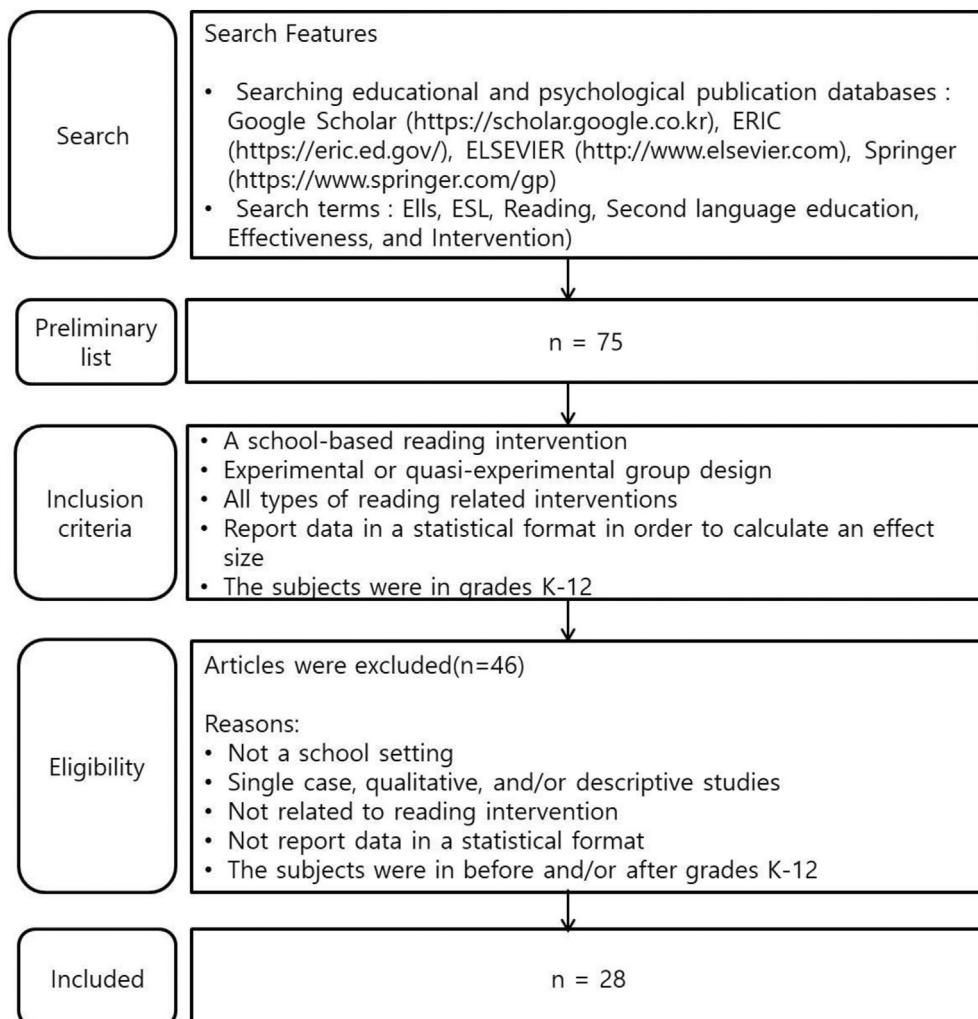 Search
Search Features
• Searching educational and psychological publication databases :
Google Scholar (https://scholar.google.co.kr), ERIC
(https://eric.ed.gov/), ELSEVIER (http://www.elsevier.com), Springer
(https://www.springer.com/gp)
• Search terms : Ells, ESL, Reading, Second language education,
Effectiveness, and Intervention)
Preliminary
list
n = 75
Inclusion
criteria
• A school-based reading intervention
• Experimental or quasi-experimental group design
• All types of reading related interventions
• Report data in a statistical format in order to calculate an effect
size
• The subjects were in grades K-12
Eligibility
Articles were excluded(n=46)
Reasons:
• Not a school setting
• Single case, qualitative, and/or descriptive studies
• Not related to reading intervention
• Not report data in a statistical format
• The subjects were in before and/or after grades K-12
Included
n = 28